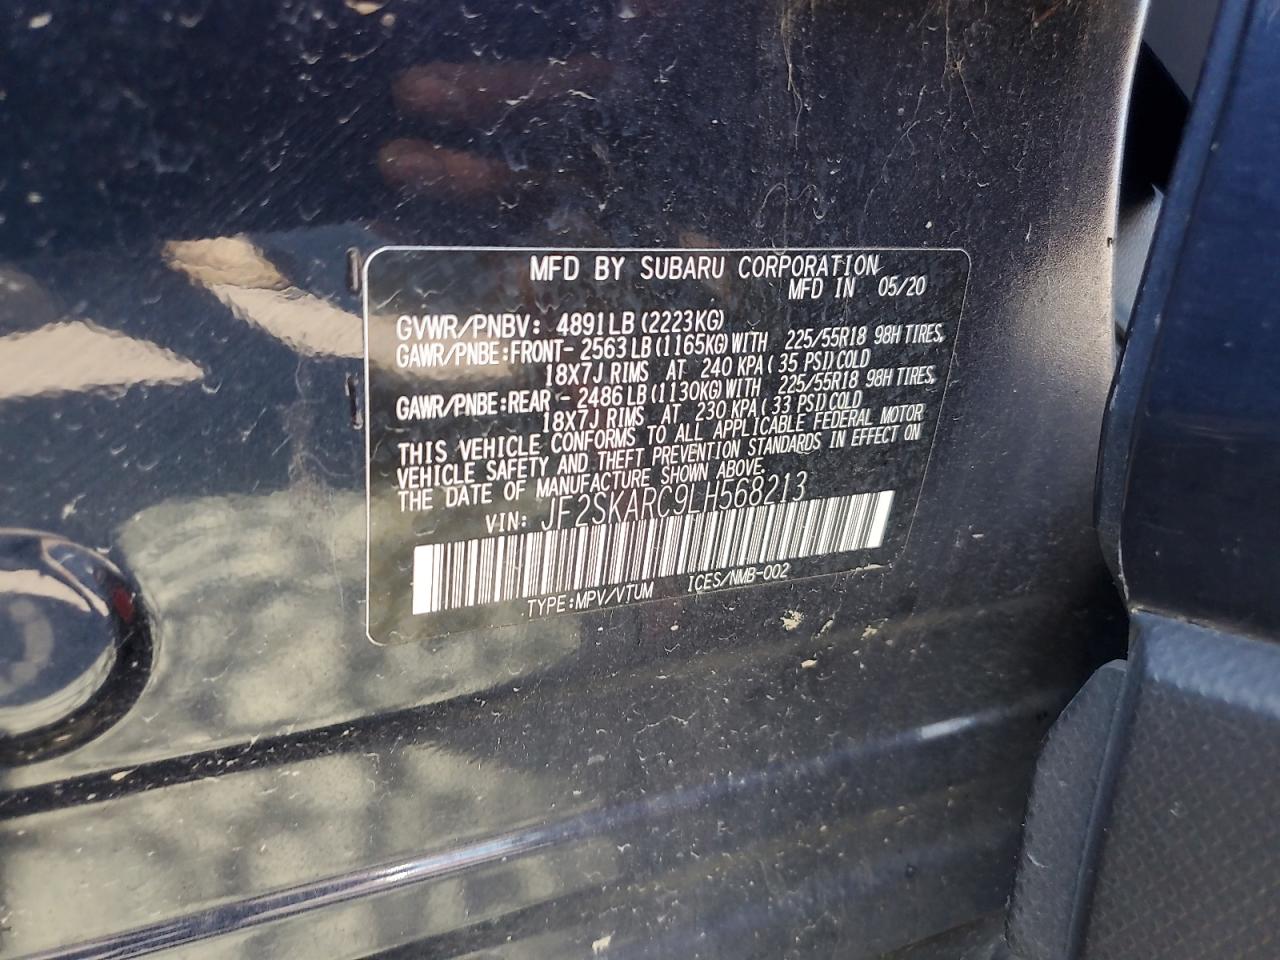 MFD BY SUBARU CORPORATION
MFD IN 05/20
GVWR/PNBV: 4891LB (2223KG)
GAWR/PNBE:FRONT- 2563LB(1165KG)WITH 225/55R18 98H TIRES,
18X7J RIMS AT 240 KPA( 35 PSI)COLD
GAWR/PNBE:REAR - 2486LB(1130KG)WITH 225/55R18 98H TIRES,
18X7J RIMS AT 230 KPA(33 PSI)COLD
THIS VEHICLE CONFORMS TO ALL APPLICABLE FEDERAL MOTOR
VEHICLE SAFETY AND THEFT PREVENTION STANDARDS IN EFFECT ON
THE DATE OF MANUFACTURE SHOWN ABOVE.
VIN: JF2SKARC9LH568213
TYPE:MPV/VTUM ICES/NMB-002